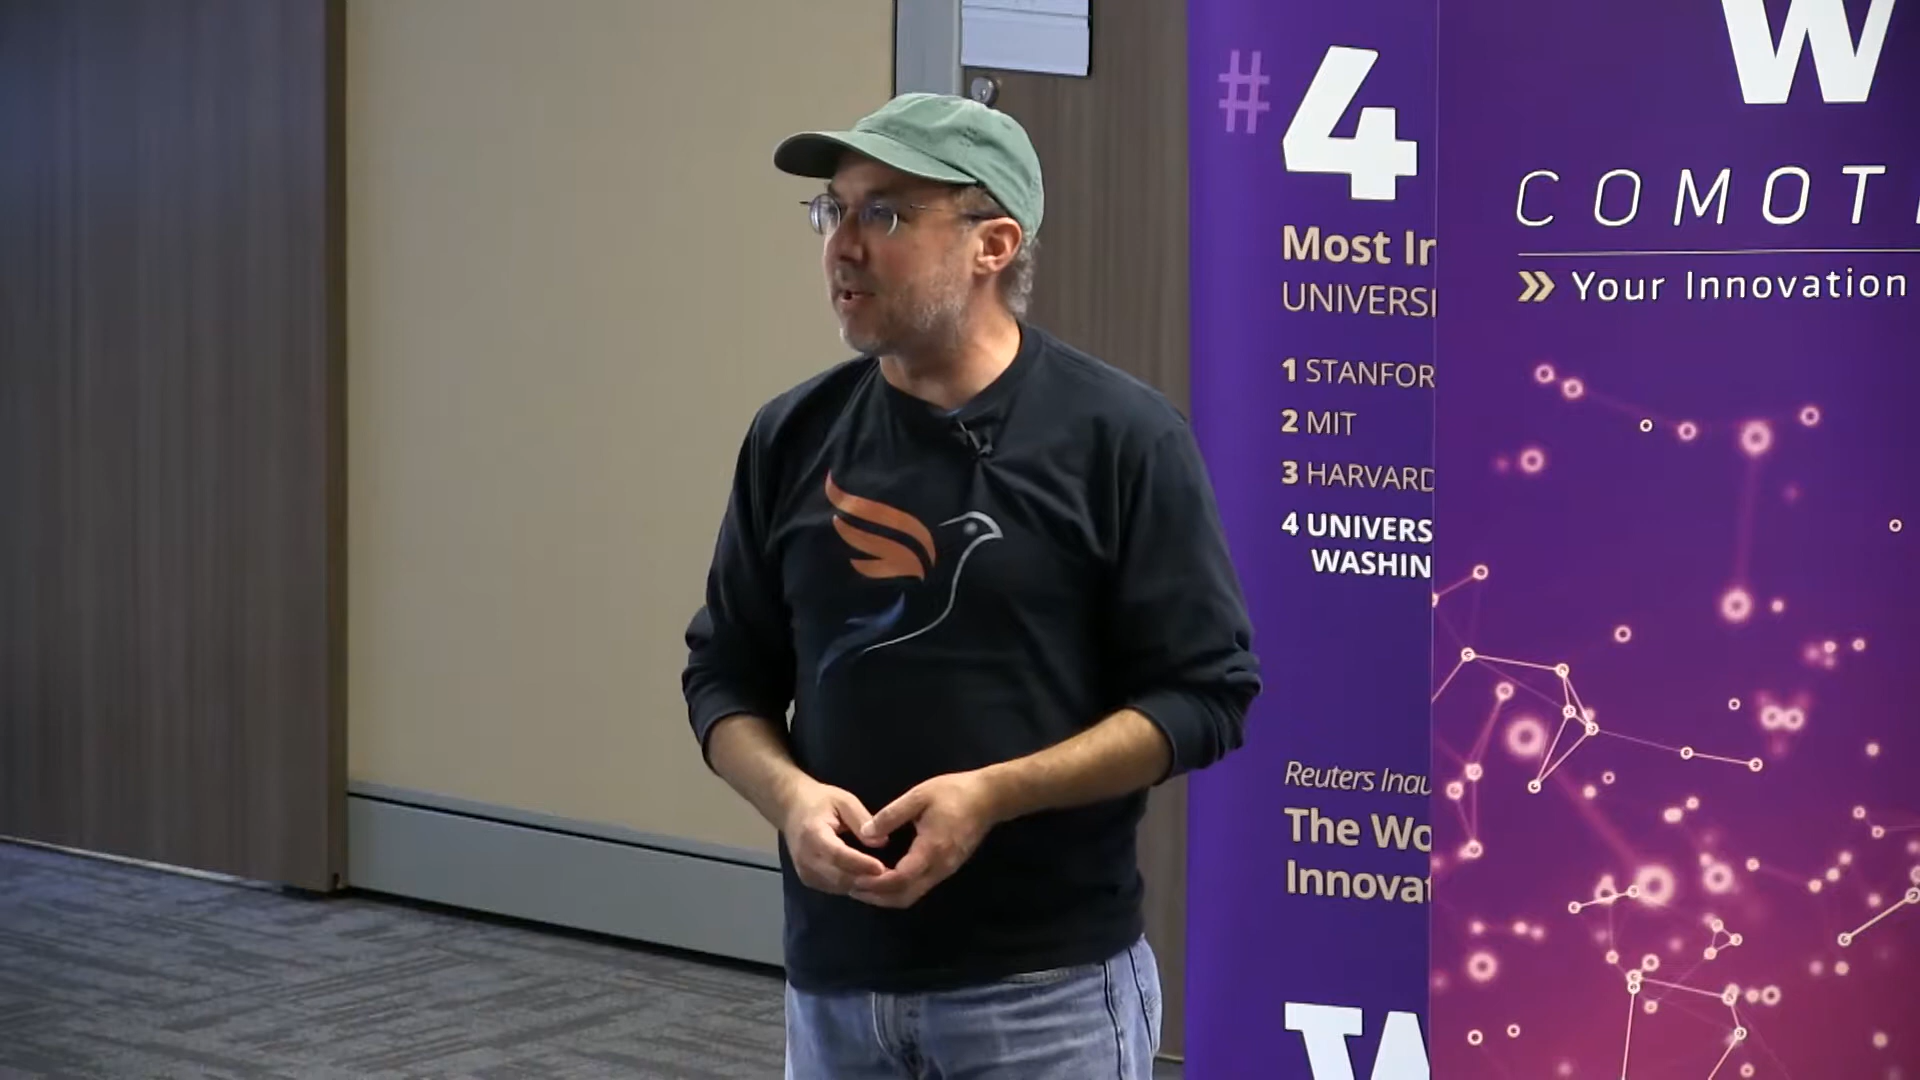 #4
Most In
UNIVERSI
1 STANFOR
2 MIT
3 HARVARD
4 UNIVERS
WASHIN
Reuters Inau
The Wo
Innovat
W
W
COMOT
» Your Innovation